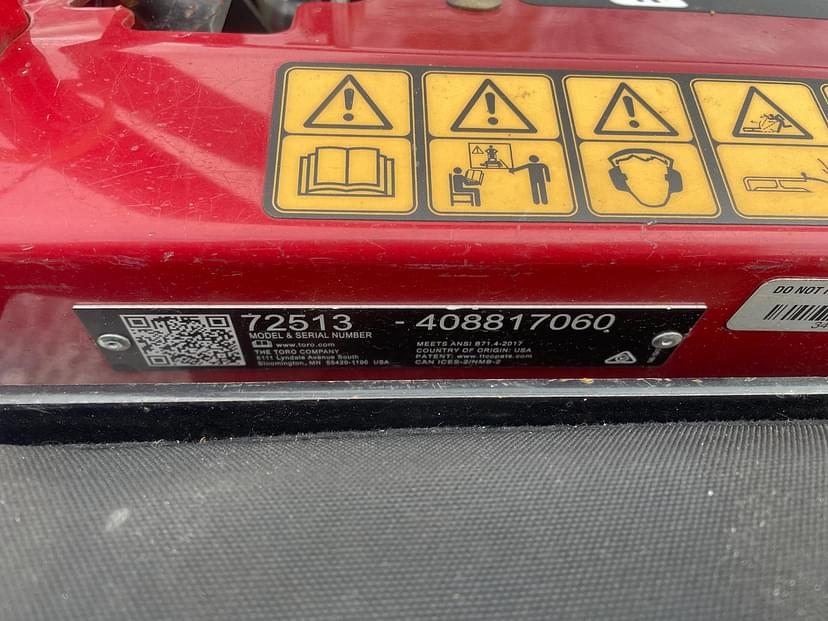 72513 - 408817060
MODEL & SERIAL NUMBER
www.toro.com
THE TORO COMPANY
8111 Lyndale Avenue South
Bloomington, MN 55420-1196 USA
MEETS ANSI B71.4-2017
COUNTRY OF ORIGIN: USA
PATENT: www.ttcopats.com
CAN ICES-2/NMB-2
DO NOT
34